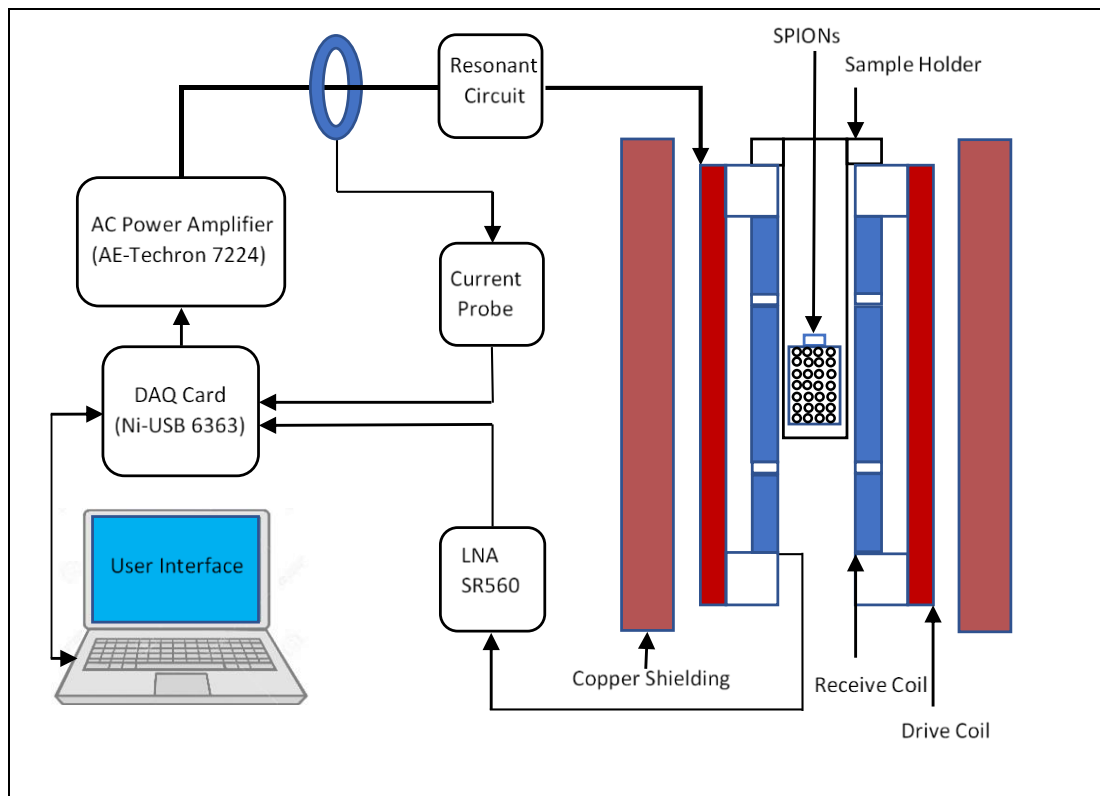 SPIONs
Sample Holder
Resonant
Circuit
AC Power Amplifier
(AE-Techron 7224)
Current
Probe
DAQ Card
(Ni-USB 6363)
User Interface
LNA
SR560
Copper Shielding
Receive Coil
Drive Coil